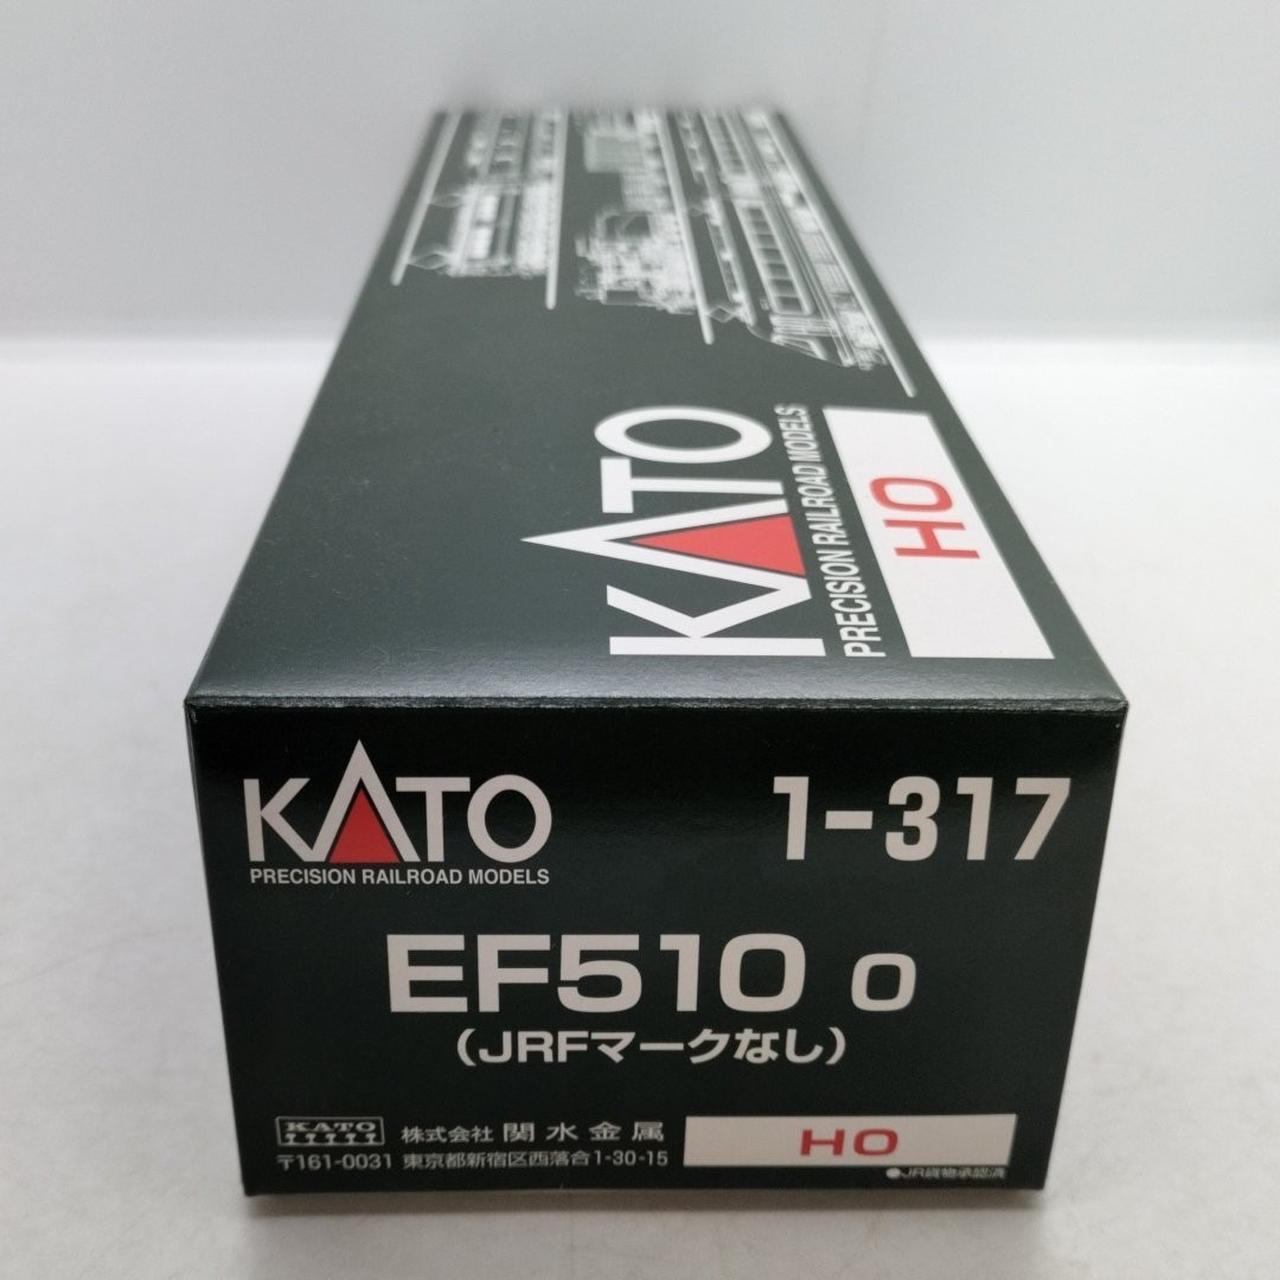 KATO
PRECISION RAILROAD MODELS
HO
KATO
PRECISION RAILROAD MODELS
1-317
EF510 0
(JRFマークなし)
KATO
株式会社 関水金属
〒161-0031 東京都新宿区西落合1-30-15
HO
●JR貨物承認済